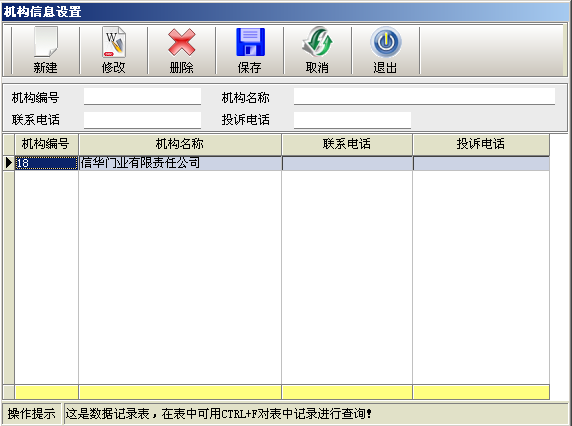 机构信息设置
新建 修改 删除 保存 取消 退出
机构编号 机构名称
联系电话 投诉电话
机构编号 机构名称 联系电话 投诉电话
18 信华门业有限责任公司
操作提示 这是数据记录表，在表中可用CTRL+F对表中记录进行查询!